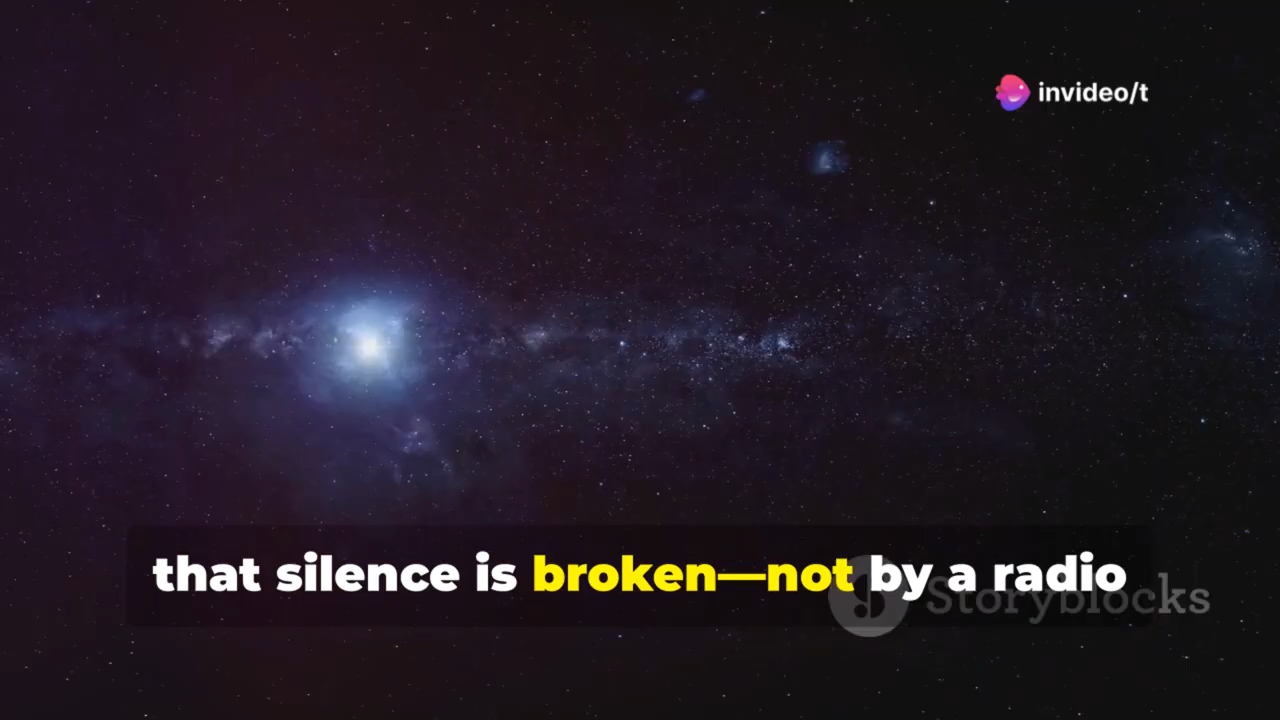 invideo/t
that silence is broken—not by a radio
Storyblocks